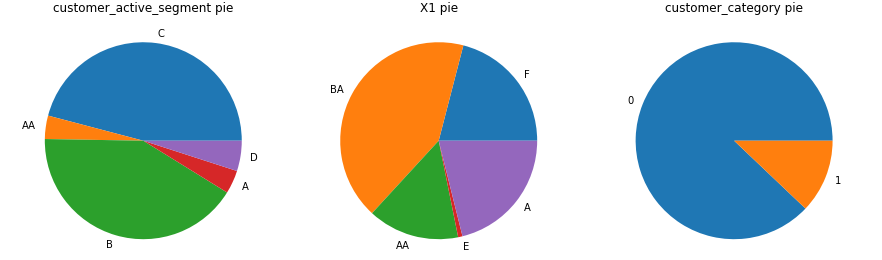 customer_active_segment pie
C
AA
B
A
D
X1 pie
F
BA
AA
E
A
customer_category pie
0
1